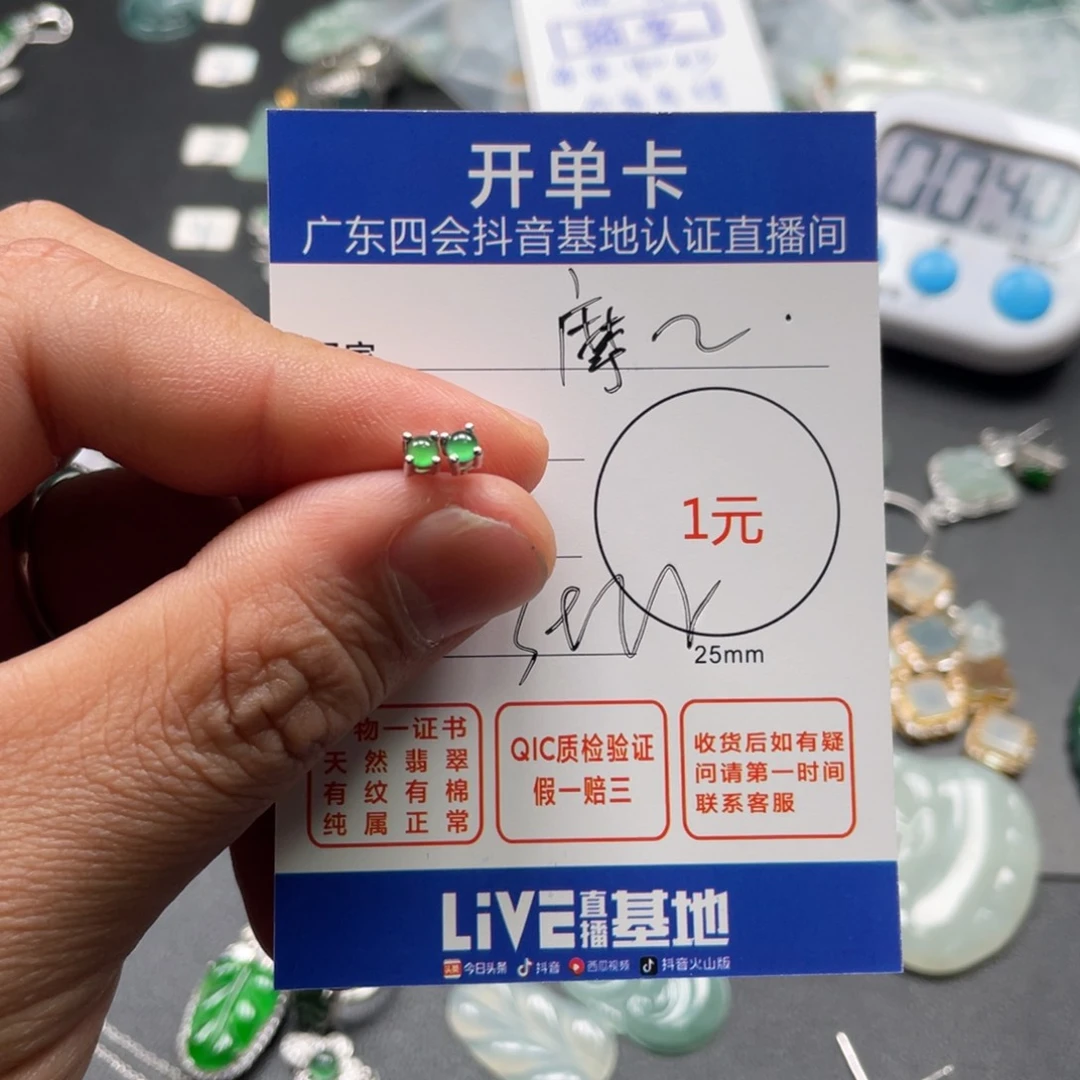 开单卡
广东四会抖音基地认证直播间
摩
1元
25mm
物一证书
天然翡翠
有纹有棉
纯属正常
QIC质检验证
假一赔三
收货后如有疑
问请第一时间
联系客服
LiVE直播基地
头条 今日头条 抖音 西瓜视频 抖音火山版